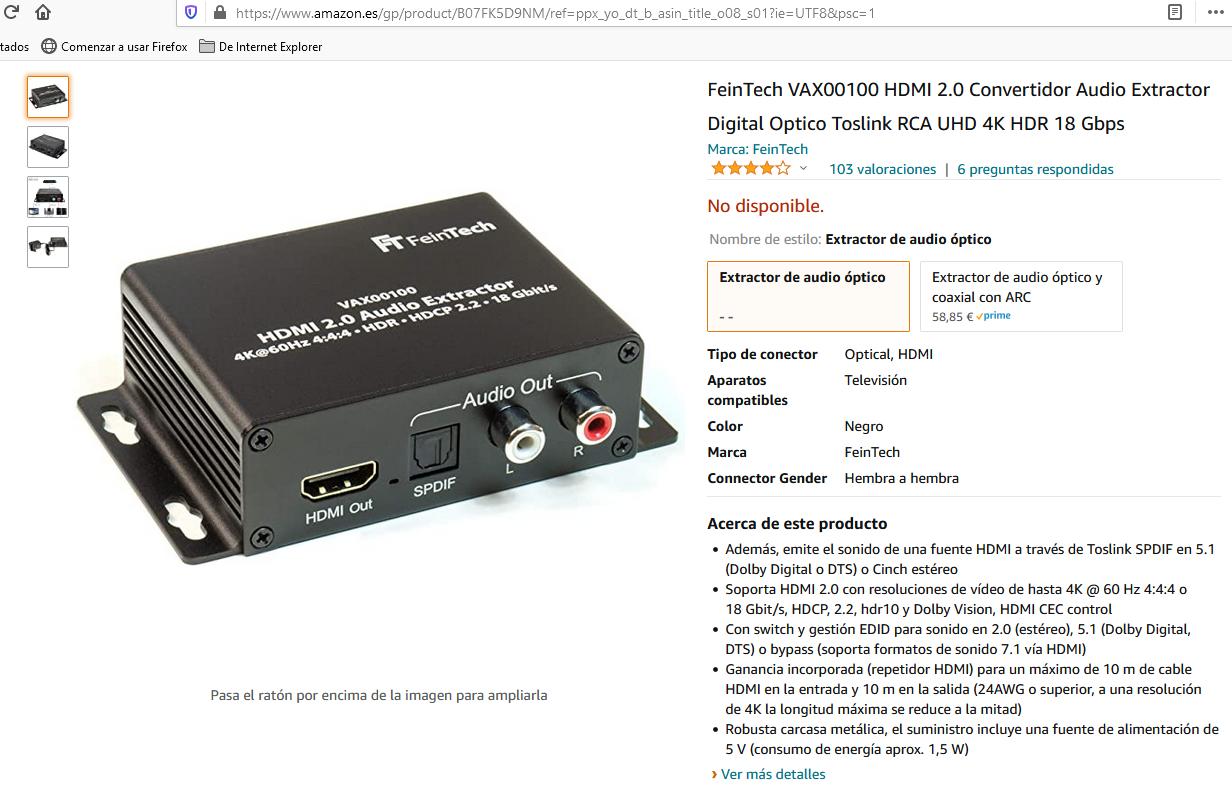 https://www.amazon.es/gp/product/B07FK5D9NM/ref=ppx_yo_dt_b_asin_title_o08_s01?ie=UTF8&psc=1
tados Comenzar a usar Firefox De Internet Explorer
FeinTech VAX00100 HDMI 2.0 Convertidor Audio Extractor
Digital Optico Toslink RCA UHD 4K HDR 18 Gbps
Marca: FeinTech
103 valoraciones | 6 preguntas respondidas
No disponible.
Nombre de estilo: Extractor de audio óptico
Extractor de audio óptico
- -
Extractor de audio óptico y
coaxial con ARC
58,85 € prime
Tipo de conector Optical, HDMI
Aparatos
compatibles
Televisión
Color Negro
Marca FeinTech
Connector Gender Hembra a hembra
Acerca de este producto
• Además, emite el sonido de una fuente HDMI a través de Toslink SPDIF en 5.1
(Dolby Digital o DTS) o Cinch estéreo
• Soporta HDMI 2.0 con resoluciones de vídeo de hasta 4K @ 60 Hz 4:4:4 o
18 Gbit/s, HDCP, 2.2, hdr10 y Dolby Vision, HDMI CEC control
• Con switch y gestión EDID para sonido en 2.0 (estéreo), 5.1 (Dolby Digital,
DTS) o bypass (soporta formatos de sonido 7.1 vía HDMI)
• Ganancia incorporada (repetidor HDMI) para un máximo de 10 m de cable
HDMI en la entrada y 10 m en la salida (24AWG o superior, a una resolución
de 4K la longitud máxima se reduce a la mitad)
• Robusta carcasa metálica, el suministro incluye una fuente de alimentación de
5 V (consumo de energía aprox. 1,5 W)
› Ver más detalles
FT FeinTech
VAX00100
HDMI 2.0 Audio Extractor
4K@60Hz 4:4:4 • HDR • HDCP 2.2 • 18 Gbit/s
Audio Out
HDMI Out
SPDIF
L
R
Pasa el ratón por encima de la imagen para ampliarla